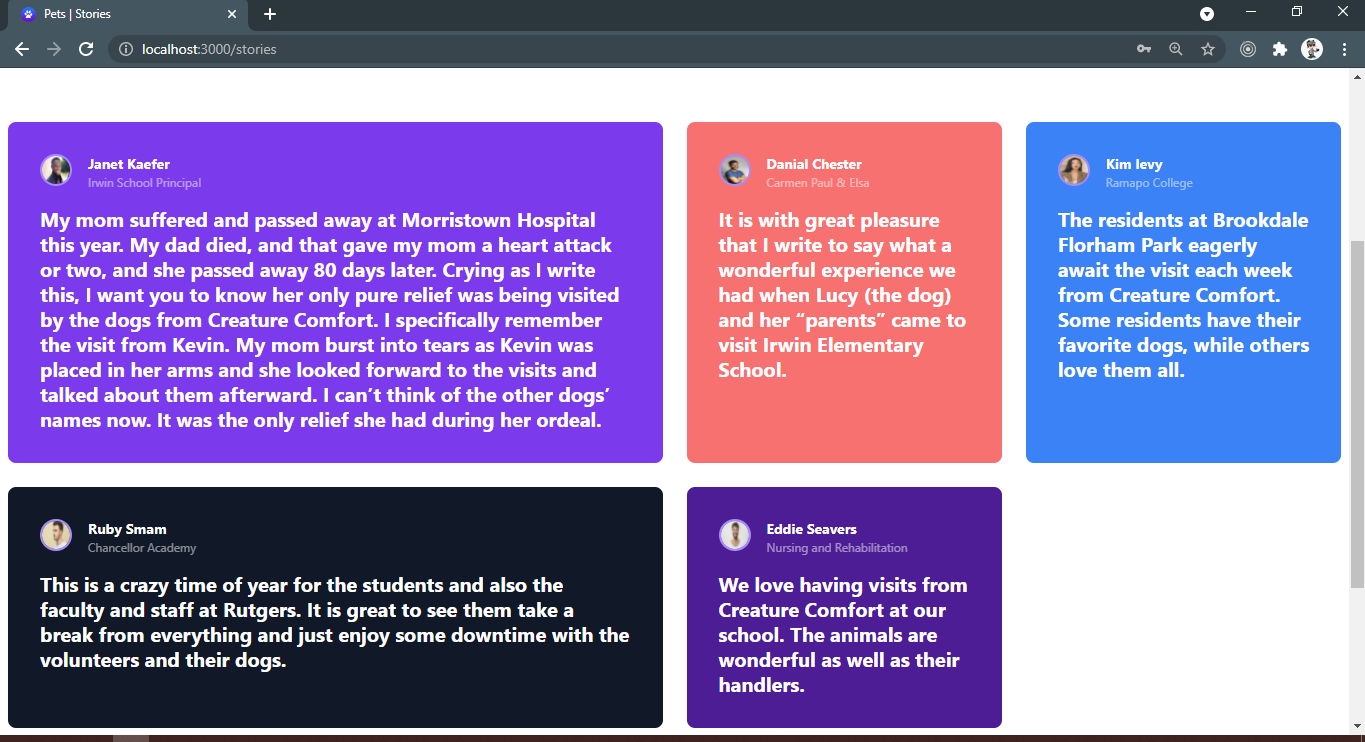 Pets | Stories
localhost:3000/stories
Janet Kaefer
Irwin School Principal
My mom suffered and passed away at Morristown Hospital
this year. My dad died, and that gave my mom a heart attack
or two, and she passed away 80 days later. Crying as I write
this, I want you to know her only pure relief was being visited
by the dogs from Creature Comfort. I specifically remember
the visit from Kevin. My mom burst into tears as Kevin was
placed in her arms and she looked forward to the visits and
talked about them afterward. I can’t think of the other dogs’
names now. It was the only relief she had during her ordeal.
Danial Chester
Carmen Paul & Elsa
It is with great pleasure
that I write to say what a
wonderful experience we
had when Lucy (the dog)
and her “parents” came to
visit Irwin Elementary
School.
Kim levy
Ramapo College
The residents at Brookdale
Florham Park eagerly
await the visit each week
from Creature Comfort.
Some residents have their
favorite dogs, while others
love them all.
Ruby Smam
Chancellor Academy
This is a crazy time of year for the students and also the
faculty and staff at Rutgers. It is great to see them take a
break from everything and just enjoy some downtime with the
volunteers and their dogs.
Eddie Seavers
Nursing and Rehabilitation
We love having visits from
Creature Comfort at our
school. The animals are
wonderful as well as their
handlers.